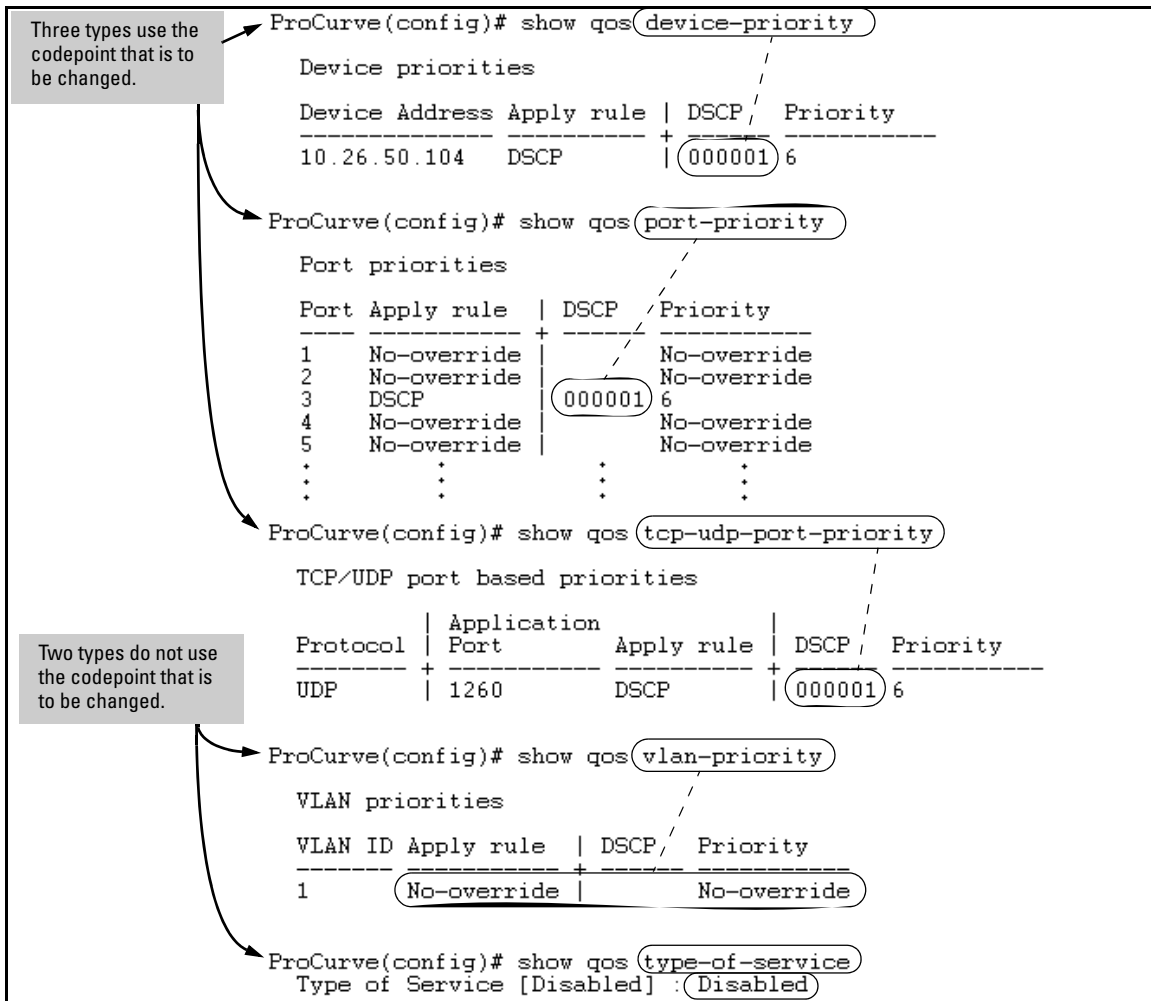 Three types use the
codepoint that is to
be changed.
ProCurve(config)# show qos device-priority
Device priorities
Device Address Apply rule | DSCP Priority
--------------- ---------- + ------ -----------
10.26.50.104 DSCP | 000001 6
ProCurve(config)# show qos port-priority
Port priorities
Port Apply rule | DSCP Priority
---- ----------- + ------ -----------
1 No-override | No-override
2 No-override | No-override
3 DSCP | 000001 6
4 No-override | No-override
5 No-override | No-override
ProCurve(config)# show qos tcp-udp-port-priority
TCP/UDP port based priorities
| Application |
Protocol | Port Apply rule | DSCP Priority
-------- + ------------ ---------- + ------ -----------
UDP | 1260 DSCP | 000001 6
Two types do not use
the codepoint that is
to be changed.
ProCurve(config)# show qos vlan-priority
VLAN priorities
VLAN ID Apply rule | DSCP Priority
------- ----------- + ------ -----------
1 No-override | No-override
ProCurve(config)# show qos type-of-service
Type of Service [Disabled] : Disabled